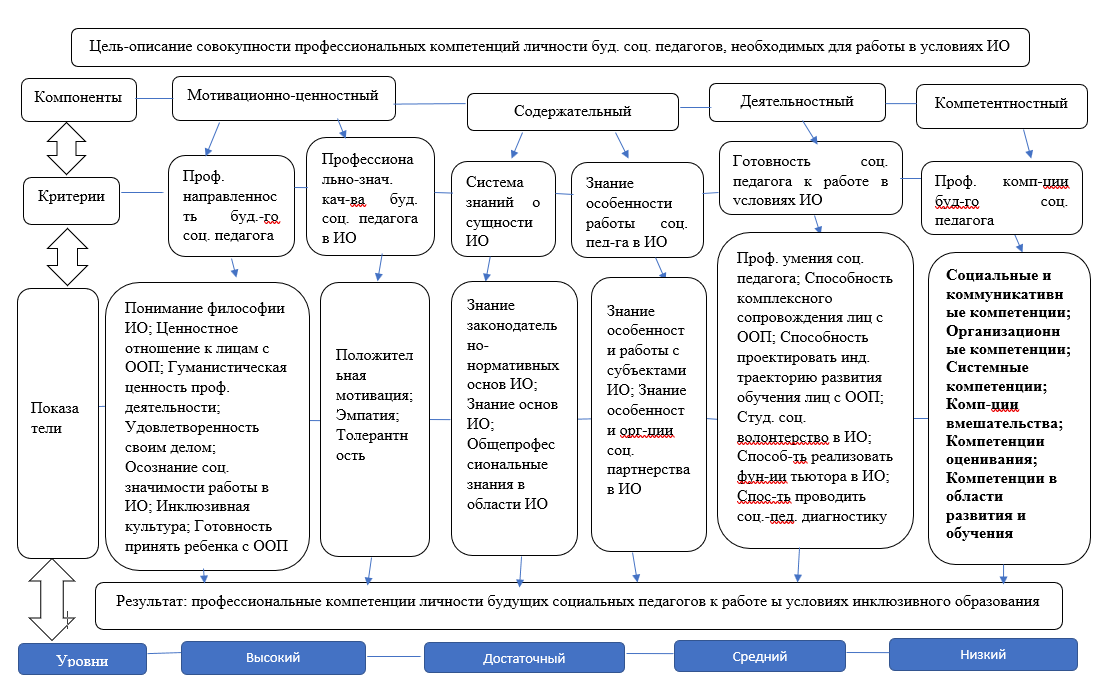 Цель-описание совокупности профессиональных компетенций личности буд. соц. педагогов, необходимых для работы в условиях ИО
Компоненты
Мотивационно-ценностный
Содержательный
Деятельностный
Компетентностный
Критерии
Проф.
направленнос
ть буд.-го
соц. педагога
Профессиона
льно-знач.
кач-ва буд.
соц. педагога
в ИО
Система
знаний о
сущности
ИО
Знание
особенности
работы соц.
пед-га в ИО
Готовность соц.
педагога к работе в
условиях ИО
Проф. комп-ции
буд-го соц.
педагога
Показа
тели
Понимание философии
ИО; Ценностное
отношение к лицам с
ООП; Гуманистическая
ценность проф.
деятельности;
Удовлетворенность
своим делом;
Осознание соц.
значимости работы в
ИО; Инклюзивная
культура; Готовность
принять ребенка с ООП
Положител
ьная
мотивация;
Эмпатия;
Толерантн
ость
Знание
законодатель
но-
нормативных
основ ИО;
Знание основ
ИО;
Общепрофес
сиональные
знания в
области ИО
Знание
особенност
и работы с
субъектами
ИО; Знание
особенност
и орг-ции
соц.
партнерства
в ИО
Проф. умения соц.
педагога; Способность
комплексного
сопровождения лиц с
ООП; Способность
проектировать инд.
траекторию развития
обучения лиц с ООП;
Студ. соц.
волонтерство в ИО;
Способ-ть реализовать
фун-ии тьютора в ИО;
Спос-ть проводить
соц.-пед. диагностику
Социальные и
коммуникативн
ые компетенции;
Организационн
ые компетенции;
Системные
компетенции;
Комп-ции
вмешательства;
Компетенции
оценивания;
Компетенции в
области
развития и
обучения
Результат: профессиональные компетенции личности будущих социальных педагогов к работе ы условиях инклюзивного образования
Уровни
Высокий
Достаточный
Средний
Низкий